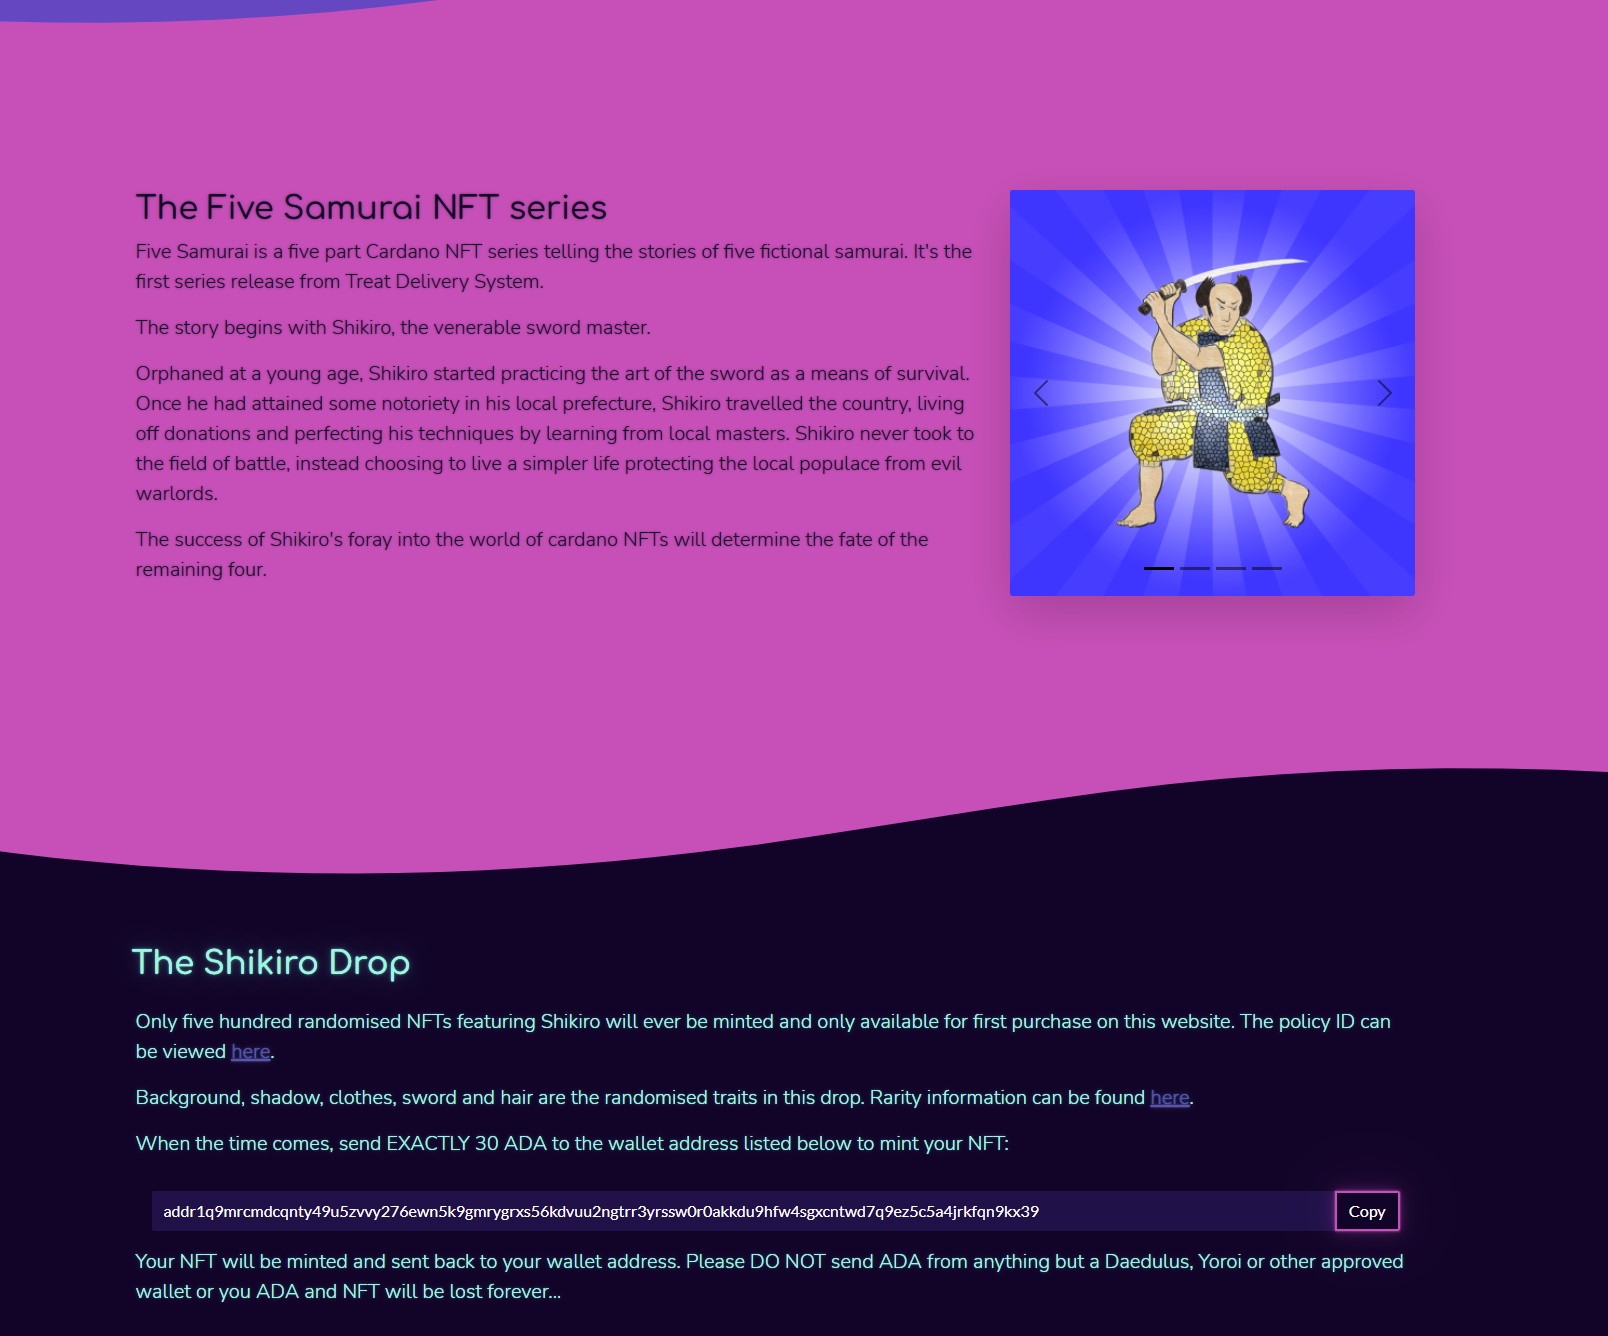 The Five Samurai NFT series
Five Samurai is a five part Cardano NFT series telling the stories of five fictional samurai. It's the
first series release from Treat Delivery System.
The story begins with Shikiro, the venerable sword master.
Orphaned at a young age, Shikiro started practicing the art of the sword as a means of survival.
Once he had attained some notoriety in his local prefecture, Shikiro travelled the country, living
off donations and perfecting his techniques by learning from local masters. Shikiro never took to
the field of battle, instead choosing to live a simpler life protecting the local populace from evil
warlords.
The success of Shikiro's foray into the world of cardano NFTs will determine the fate of the
remaining four.
The Shikiro Drop
Only five hundred randomised NFTs featuring Shikiro will ever be minted and only available for first purchase on this website. The policy ID can
be viewed here.
Background, shadow, clothes, sword and hair are the randomised traits in this drop. Rarity information can be found here.
When the time comes, send EXACTLY 30 ADA to the wallet address listed below to mint your NFT:
addr1q9mrcmdcqnty49u5zvvy276ewn5k9gmrygrxs56kdvuu2ngtrr3yrssw0r0akkdu9hfw4sgxcntwd7q9ez5c5a4jrkfqn9kx39
Copy
Your NFT will be minted and sent back to your wallet address. Please DO NOT send ADA from anything but a Daedulus, Yoroi or other approved
wallet or you ADA and NFT will be lost forever...